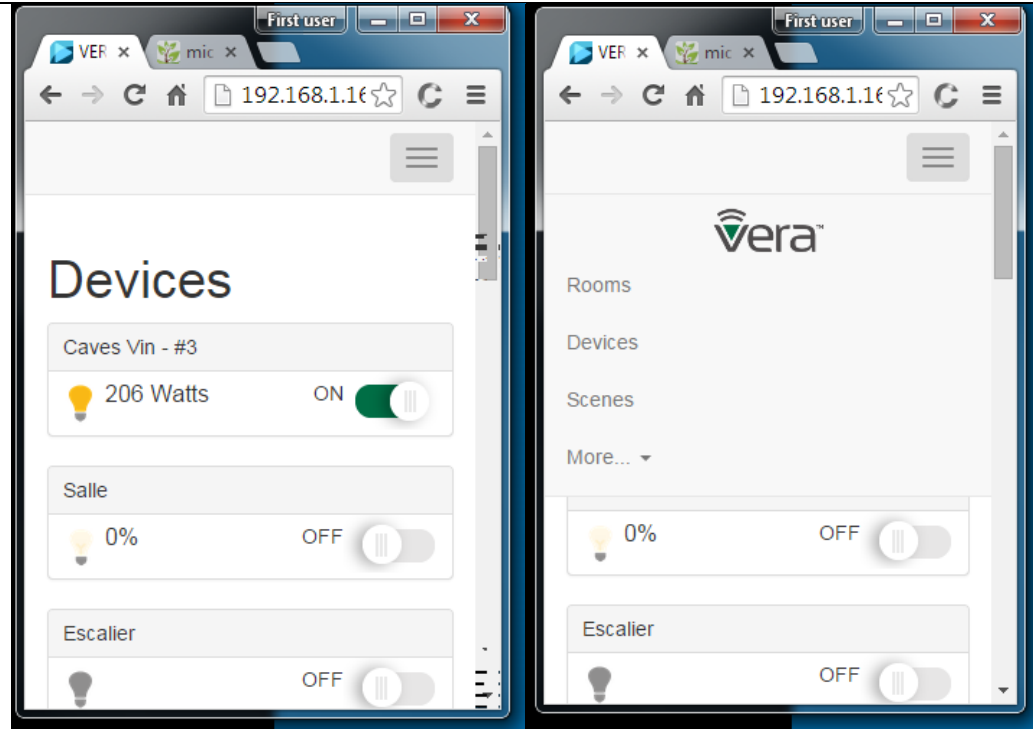 First user
VER
mic
192.168.1.16
Devices
Caves Vin - #3
206 Watts
ON
Salle
0%
OFF
Escalier
OFF
First user
VER
mic
192.168.1.16
vera™
Rooms
Devices
Scenes
More...
0%
OFF
Escalier
OFF